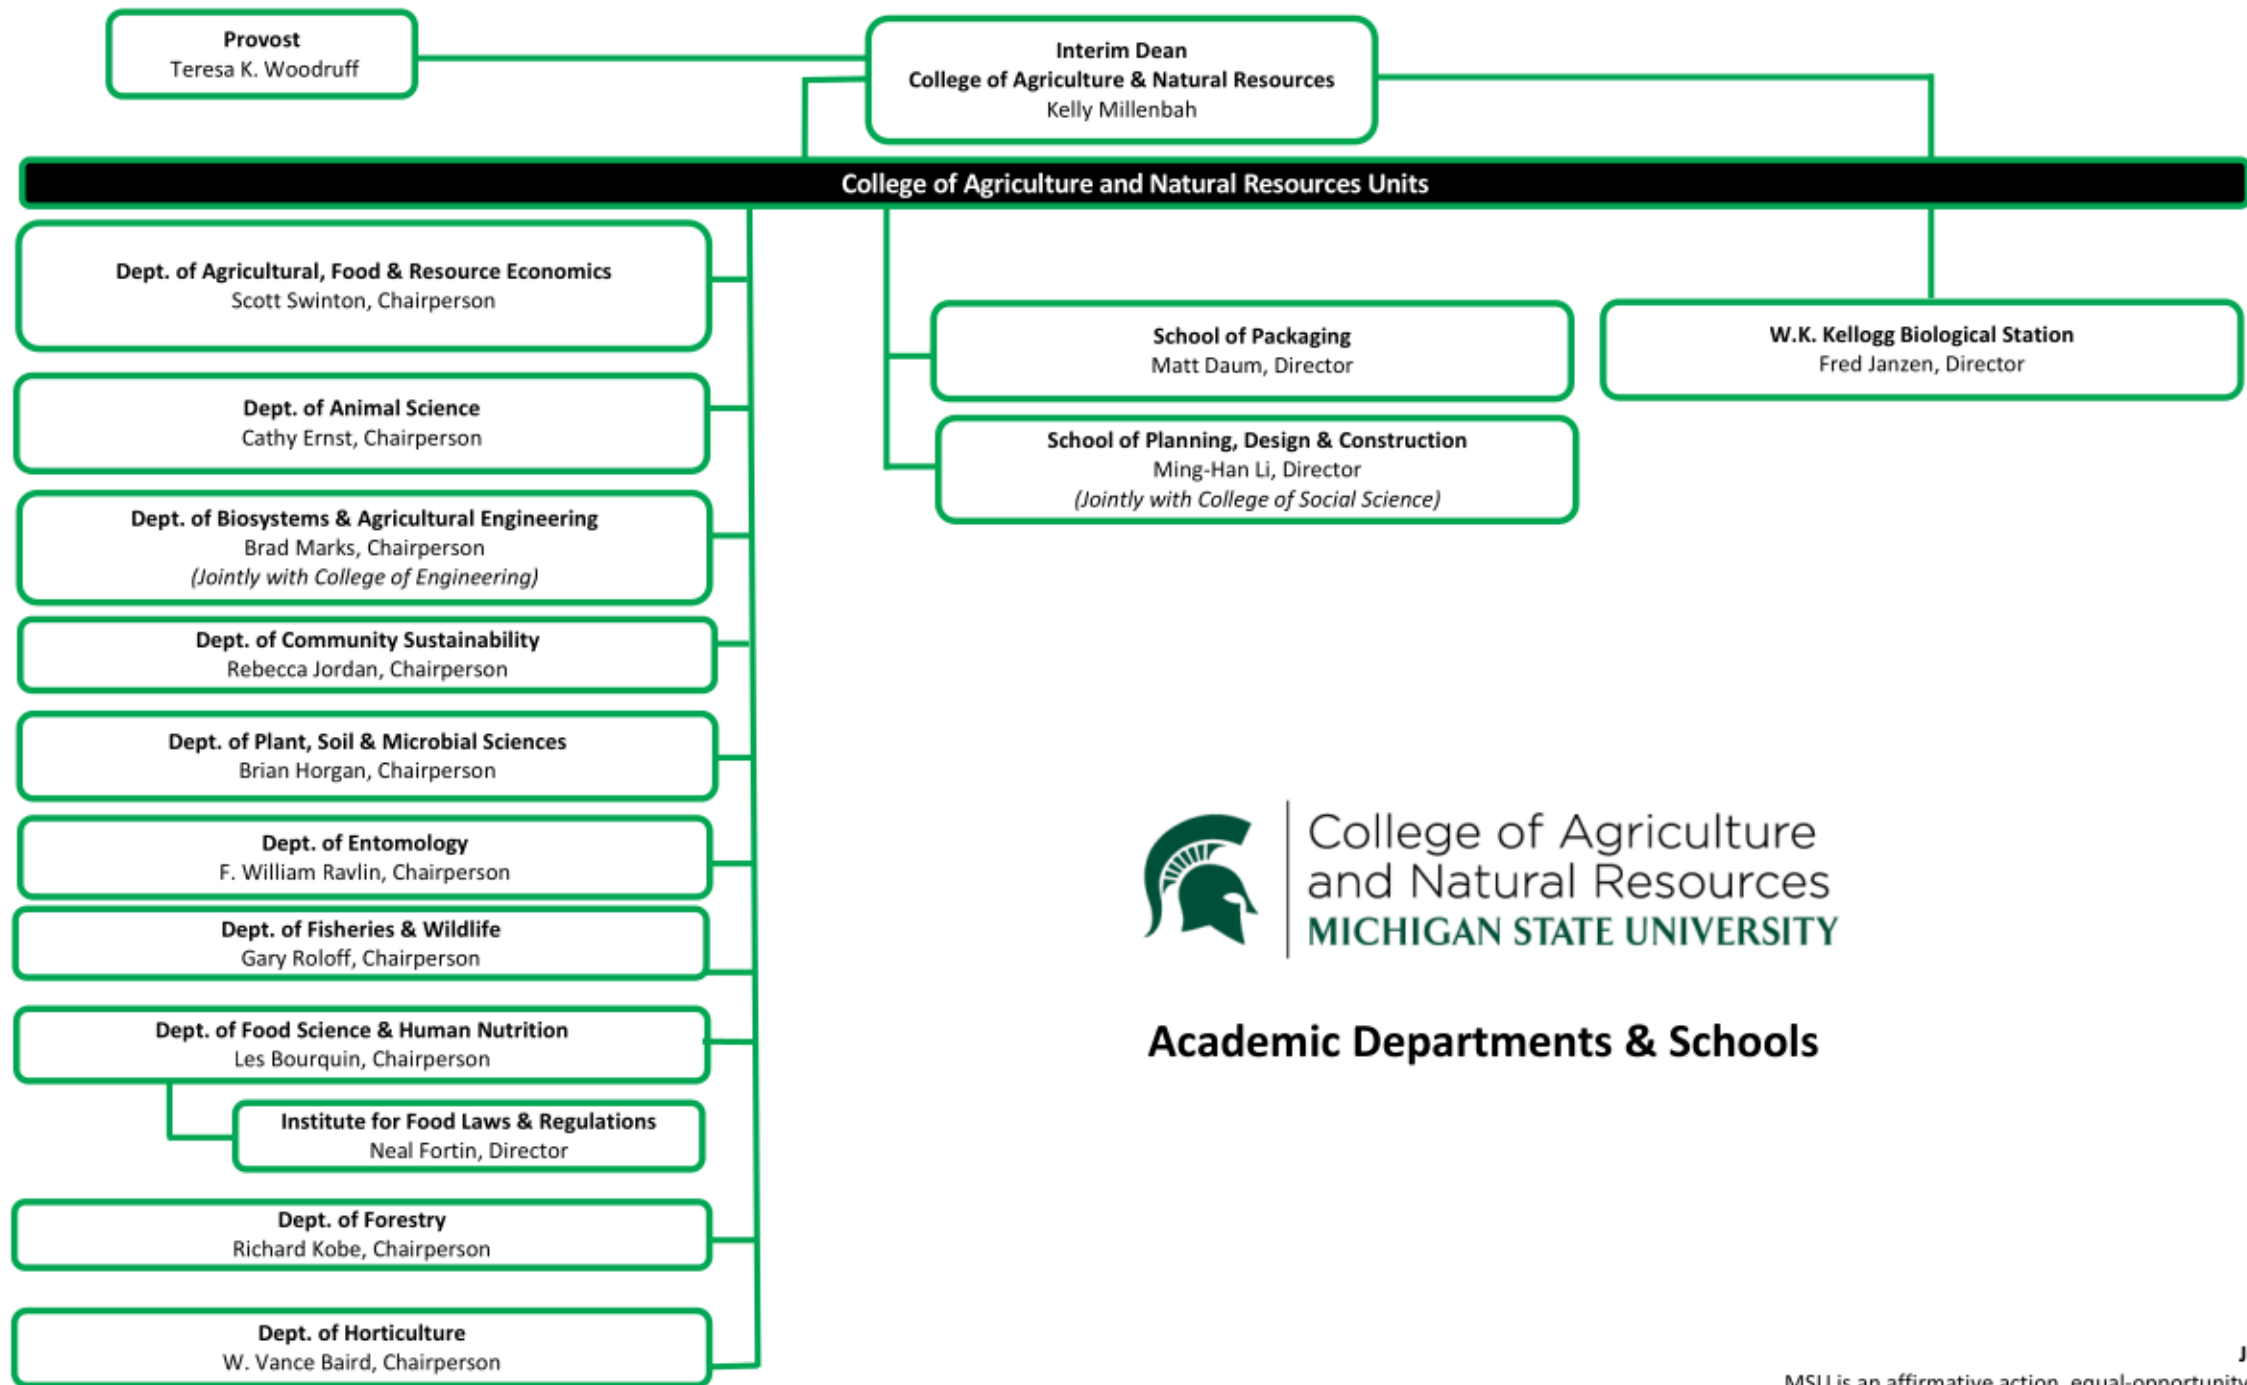 Provost
Teresa K. Woodruff
Interim Dean
College of Agriculture & Natural Resources
Kelly Millenbah
College of Agriculture and Natural Resources Units
Dept. of Agricultural, Food & Resource Economics
Scott Swinton, Chairperson
Dept. of Animal Science
Cathy Ernst, Chairperson
Dept. of Biosystems & Agricultural Engineering
Brad Marks, Chairperson
(Jointly with College of Engineering)
Dept. of Community Sustainability
Rebecca Jordan, Chairperson
Dept. of Plant, Soil & Microbial Sciences
Brian Horgan, Chairperson
Dept. of Entomology
F. William Ravlin, Chairperson
Dept. of Fisheries & Wildlife
Gary Roloff, Chairperson
Dept. of Food Science & Human Nutrition
Les Bourquin, Chairperson
Institute for Food Laws & Regulations
Neal Fortin, Director
Dept. of Forestry
Richard Kobe, Chairperson
Dept. of Horticulture
W. Vance Baird, Chairperson
School of Packaging
Matt Daum, Director
School of Planning, Design & Construction
Ming-Han Li, Director
(Jointly with College of Social Science)
W.K. Kellogg Biological Station
Fred Janzen, Director
College of Agriculture
and Natural Resources
MICHIGAN STATE UNIVERSITY
Academic Departments & Schools
MSU is an affirmative action, equal-opportunity